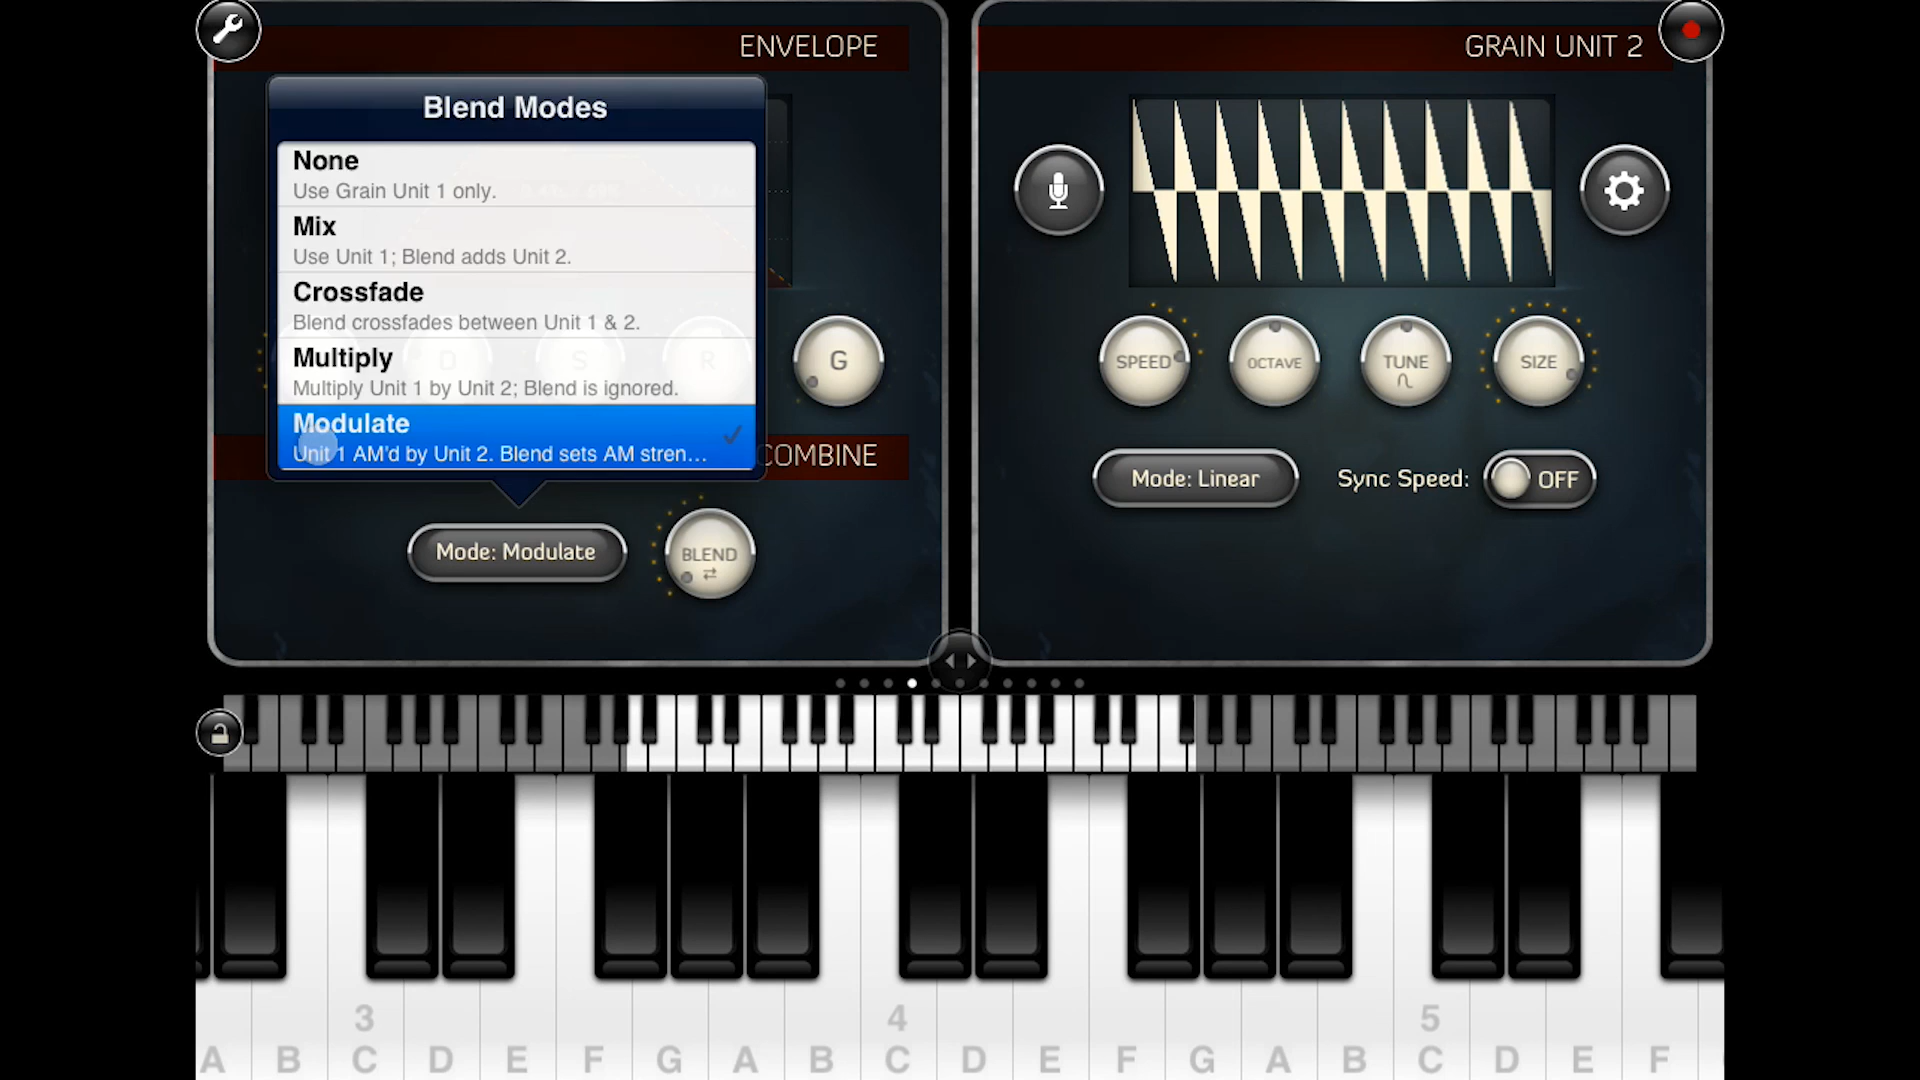 ENVELOPE
GRAIN UNIT 2
Blend Modes
None
Use Grain Unit 1 only.
Mix
Use Unit 1; Blend adds Unit 2.
Crossfade
Blend crossfades between Unit 1 & 2.
Multiply
Multiply Unit 1 by Unit 2; Blend is ignored.
Modulate
Unit 1 AM'd by Unit 2. Blend sets AM stren...
D
S
R
G
SPEED
OCTAVE
TUNE
SIZE
COMBINE
Mode: Linear
Sync Speed:
OFF
Mode: Modulate
BLEND
3
4
5
A B C D E F G A B C D E F G A B C D E F